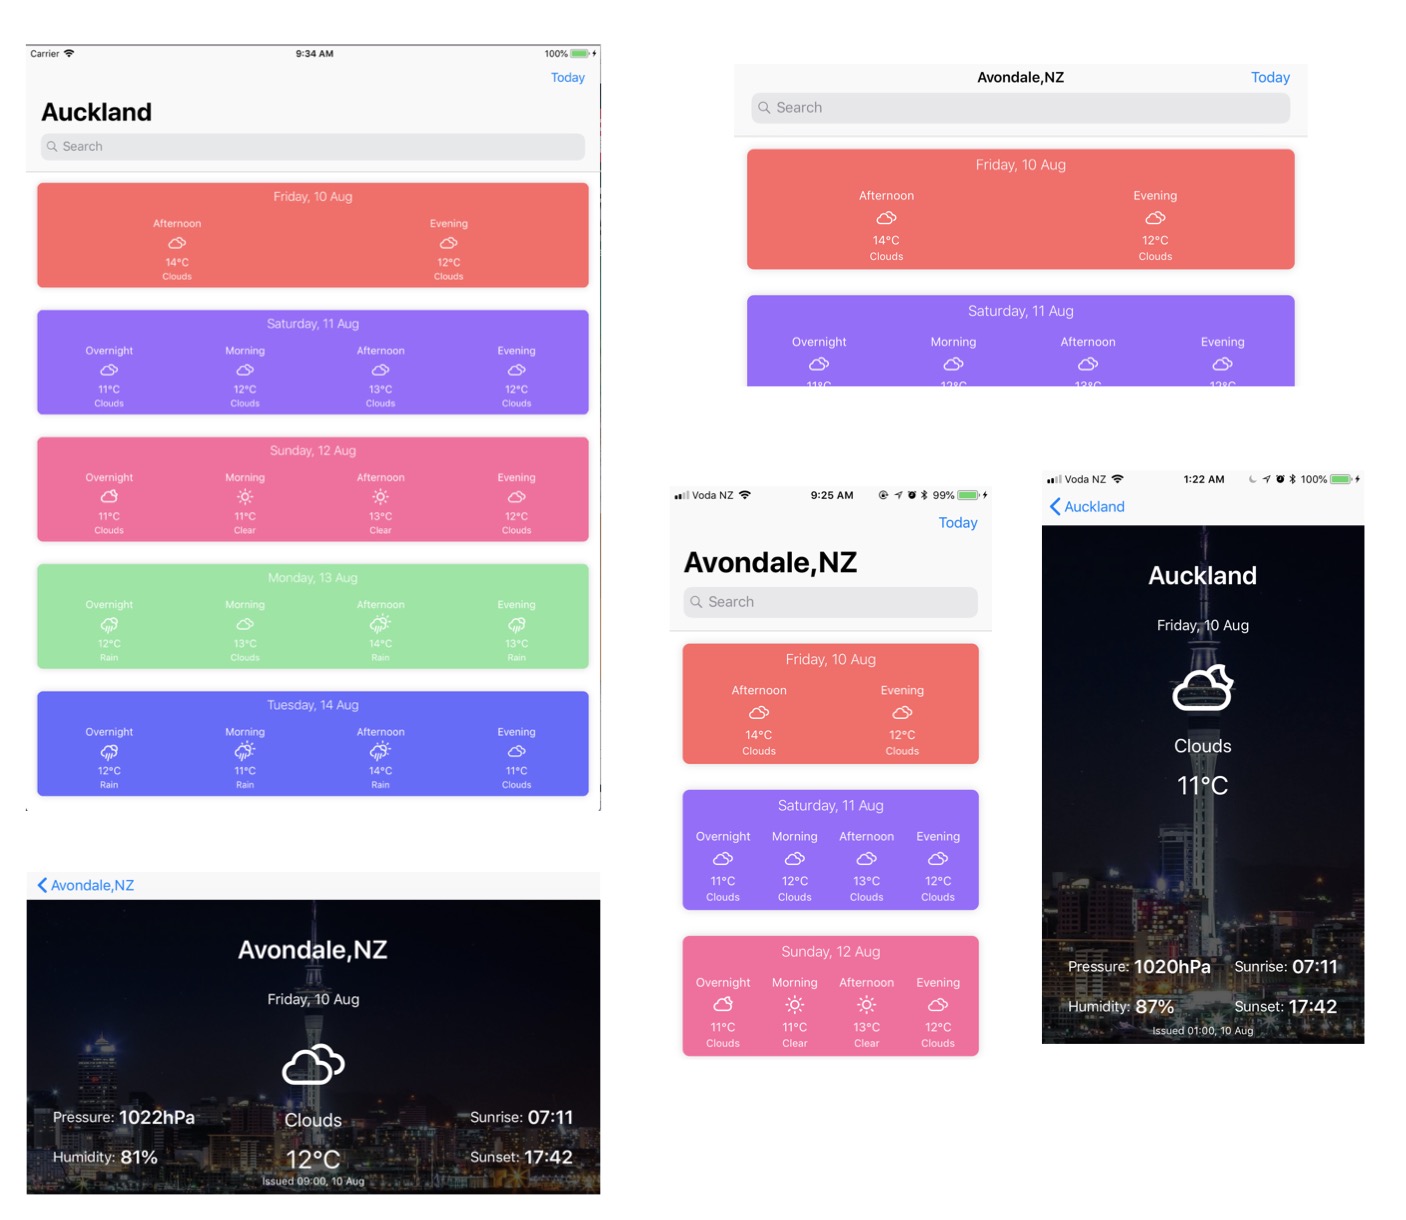 Carrier 9:34 AM 100%
Today
Auckland
Search
Friday, 10 Aug
Afternoon Evening
14°C 12°C
Clouds Clouds
Saturday, 11 Aug
Overnight Morning Afternoon Evening
11°C 12°C 13°C 12°C
Clouds Clouds Clouds Clouds
Sunday, 12 Aug
Overnight Morning Afternoon Evening
11°C 11°C 13°C 12°C
Clouds Clear Clear Clouds
Monday, 13 Aug
Overnight Morning Afternoon Evening
12°C 13°C 14°C 13°C
Rain Clouds Rain Rain
Tuesday, 14 Aug
Overnight Morning Afternoon Evening
12°C 11°C 14°C 11°C
Rain Rain Rain Clouds
Avondale,NZ Today
Search
Friday, 10 Aug
Afternoon Evening
14°C 12°C
Clouds Clouds
Saturday, 11 Aug
Overnight Morning Afternoon Evening
11°C 12°C 13°C 12°C
Voda NZ 9:25 AM 99%
Today
Avondale,NZ
Search
Friday, 10 Aug
Afternoon Evening
14°C 12°C
Clouds Clouds
Saturday, 11 Aug
Overnight Morning Afternoon Evening
11°C 12°C 13°C 12°C
Clouds Clouds Clouds Clouds
Sunday, 12 Aug
Overnight Morning Afternoon Evening
11°C 11°C 13°C 12°C
Clouds Clear Clear Clouds
Voda NZ 1:22 AM 100%
Auckland
Auckland
Friday, 10 Aug
Clouds
11°C
Pressure: 1020hPa Sunrise: 07:11
Humidity: 87% Sunset: 17:42
Issued 01:00, 10 Aug
Avondale,NZ
Avondale,NZ
Friday, 10 Aug
Pressure: 1022hPa Clouds Sunrise: 07:11
Humidity: 81% 12°C Sunset: 17:42
Issued 09:00, 10 Aug